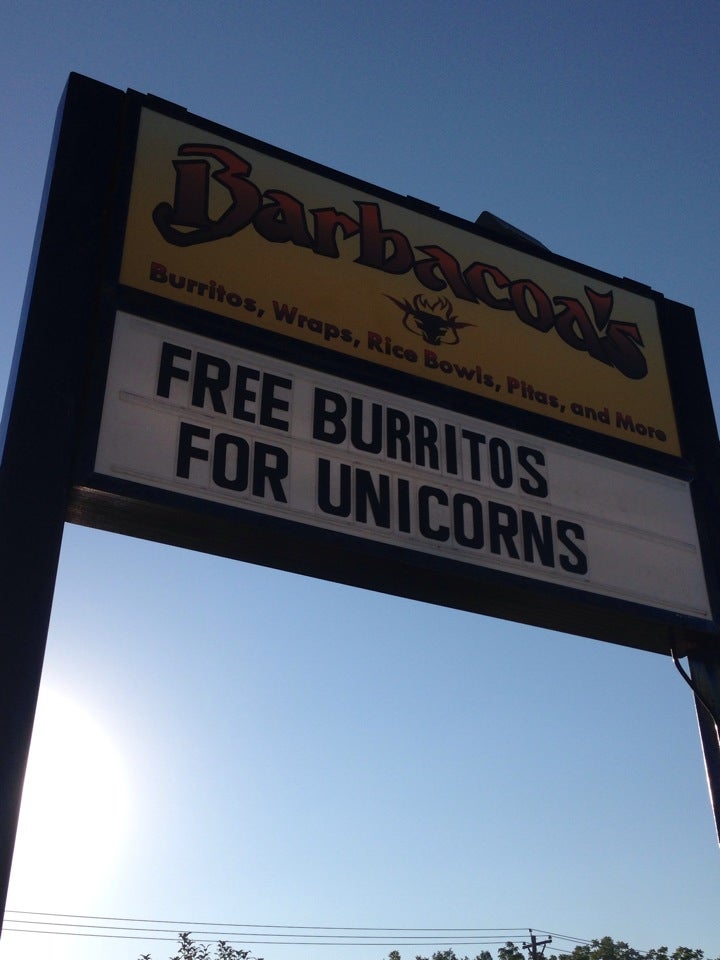 Barbacoa's
Burritos, Wraps, Rice Bowls, Pitas, and More
FREE BURRITOS
FOR UNICORNS